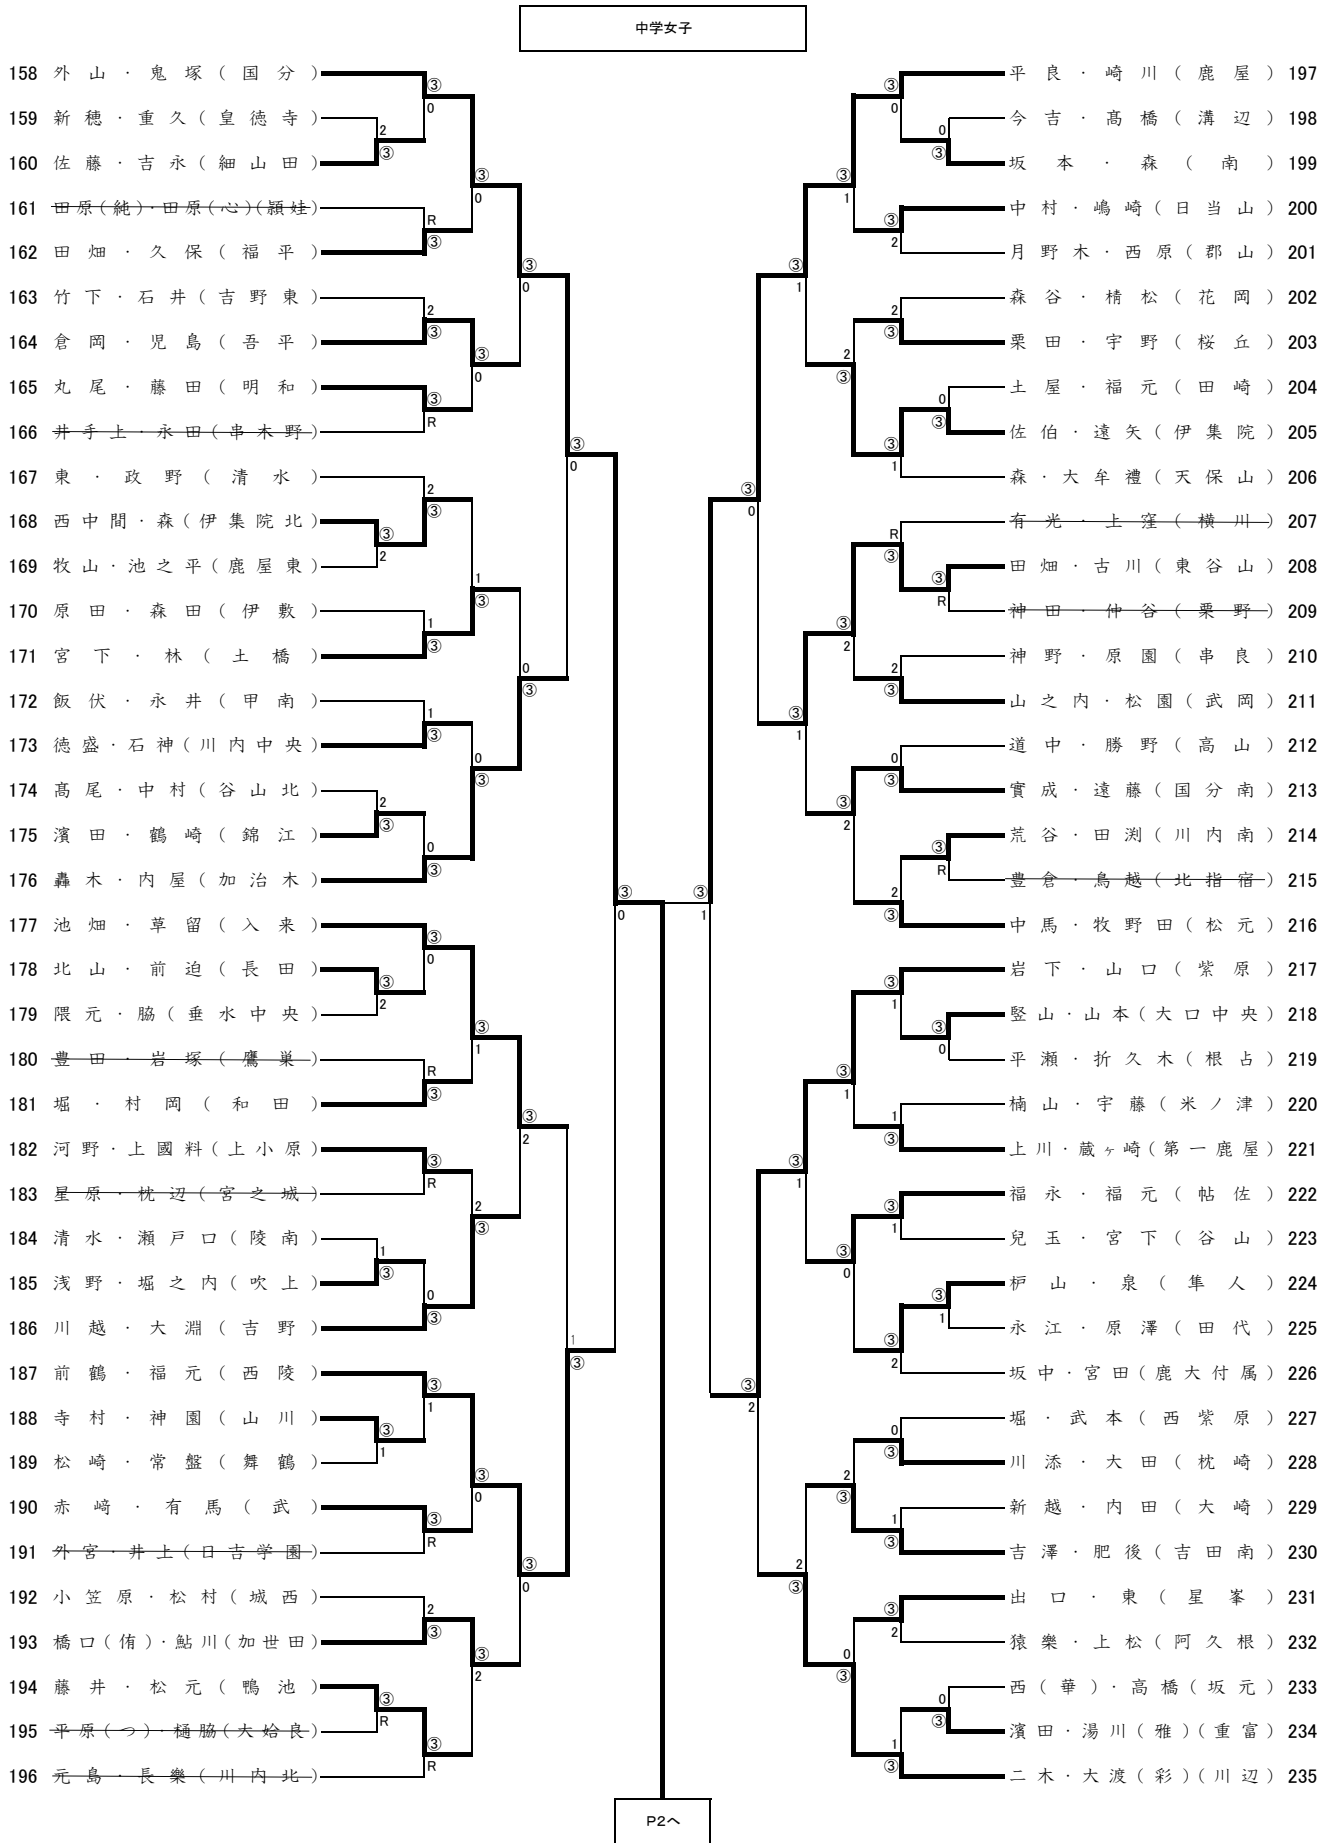 中学女子
158 外山・鬼塚(国分)
159 新穂・重久(皇徳寺)
160 佐藤・吉永(細山田)
161 田原(純)・田原(心)(頴娃)
162 田畑・久保(福平)
163 竹下・石井(吉野東)
164 倉岡・児島(吾平)
165 丸尾・藤田(明和)
166 井手上・永田(串木野)
167 東・政野(清水)
168 西中間・森(伊集院北)
169 牧山・池之平(鹿屋東)
170 原田・森田(伊敷)
171 宮下・林(土橋)
172 飯伏・永井(甲南)
173 徳盛・石神(川内中央)
174 髙尾・中村(谷山北)
175 濱田・鶴崎(錦江)
176 轟木・内屋(加治木)
177 池畑・草留(入来)
178 北山・前迫(長田)
179 隈元・脇(垂水中央)
180 豊田・岩塚(鷹巣)
181 堀・村岡(和田)
182 河野・上國料(上小原)
183 星原・枕辺(宮之城)
184 清水・瀬戸口(陵南)
185 浅野・堀之内(吹上)
186 川越・大淵(吉野)
187 前鶴・福元(西陵)
188 寺村・神園(山川)
189 松崎・常盤(舞鶴)
190 赤﨑・有馬(武)
191 外宮・井上(日吉学園)
192 小笠原・松村(城西)
193 橋口(侑)・鮎川(加世田)
194 藤井・松元(鴨池)
195 平原(つ)・樋脇(大姶良)
196 元島・長樂(川内北)
平良・崎川(鹿屋) 197
今吉・髙橋(溝辺) 198
坂本・森(南) 199
中村・嶋崎(日当山) 200
月野木・西原(郡山) 201
森谷・楕松(花岡) 202
栗田・宇野(桜丘) 203
土屋・福元(田崎) 204
佐伯・遠矢(伊集院) 205
森・大牟禮(天保山) 206
有光・上窪(横川) 207
田畑・古川(東谷山) 208
神田・仲谷(栗野) 209
神野・原園(串良) 210
山之内・松園(武岡) 211
道中・勝野(高山) 212
實成・遠藤(国分南) 213
荒谷・田渕(川内南) 214
豊倉・鳥越(北指宿) 215
中馬・牧野田(松元) 216
岩下・山口(紫原) 217
竪山・山本(大口中央) 218
平瀬・折久木(根占) 219
楠山・宇藤(米ノ津) 220
上川・蔵ヶ崎(第一鹿屋) 221
福永・福元(帖佐) 222
兒玉・宮下(谷山) 223
枦山・泉(隼人) 224
永江・原澤(田代) 225
坂中・宮田(鹿大付属) 226
堀・武本(西紫原) 227
川添・大田(枕崎) 228
新越・内田(大崎) 229
吉澤・肥後(吉田南) 230
出口・東(星峯) 231
猿樂・上松(阿久根) 232
西(華)・高橋(坂元) 233
濱田・湯川(雅)(重富) 234
二木・大渡(彩)(川辺) 235
P2へ